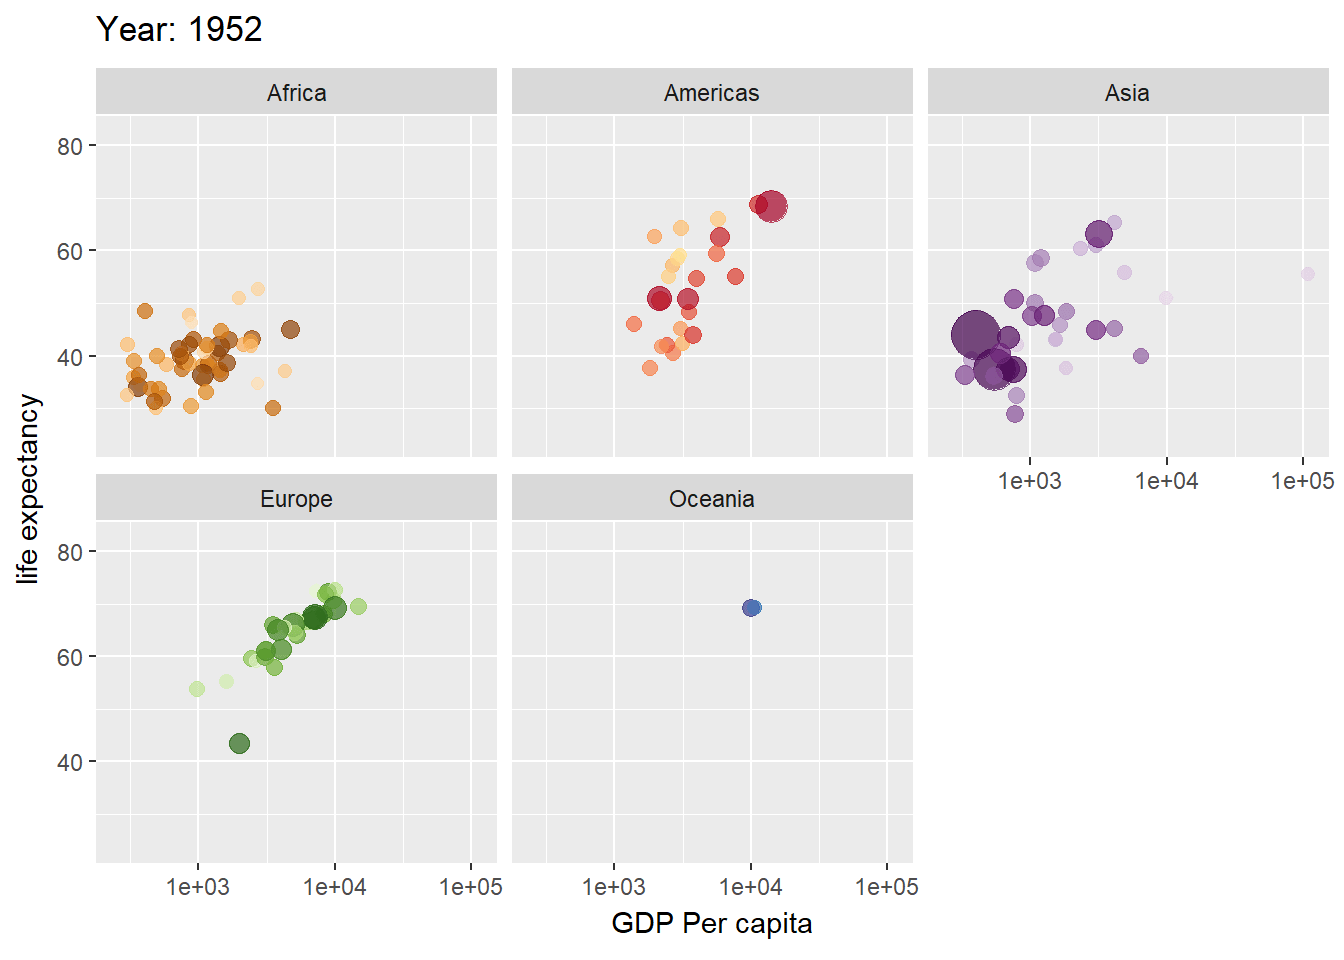 Year: 1952
Africa
Americas
Asia
80
60
40
1e+03
1e+04
1e+05
life expectancy
Europe
Oceania
80
60
40
1e+03
1e+04
1e+05
1e+03
1e+04
1e+05
GDP Per capita